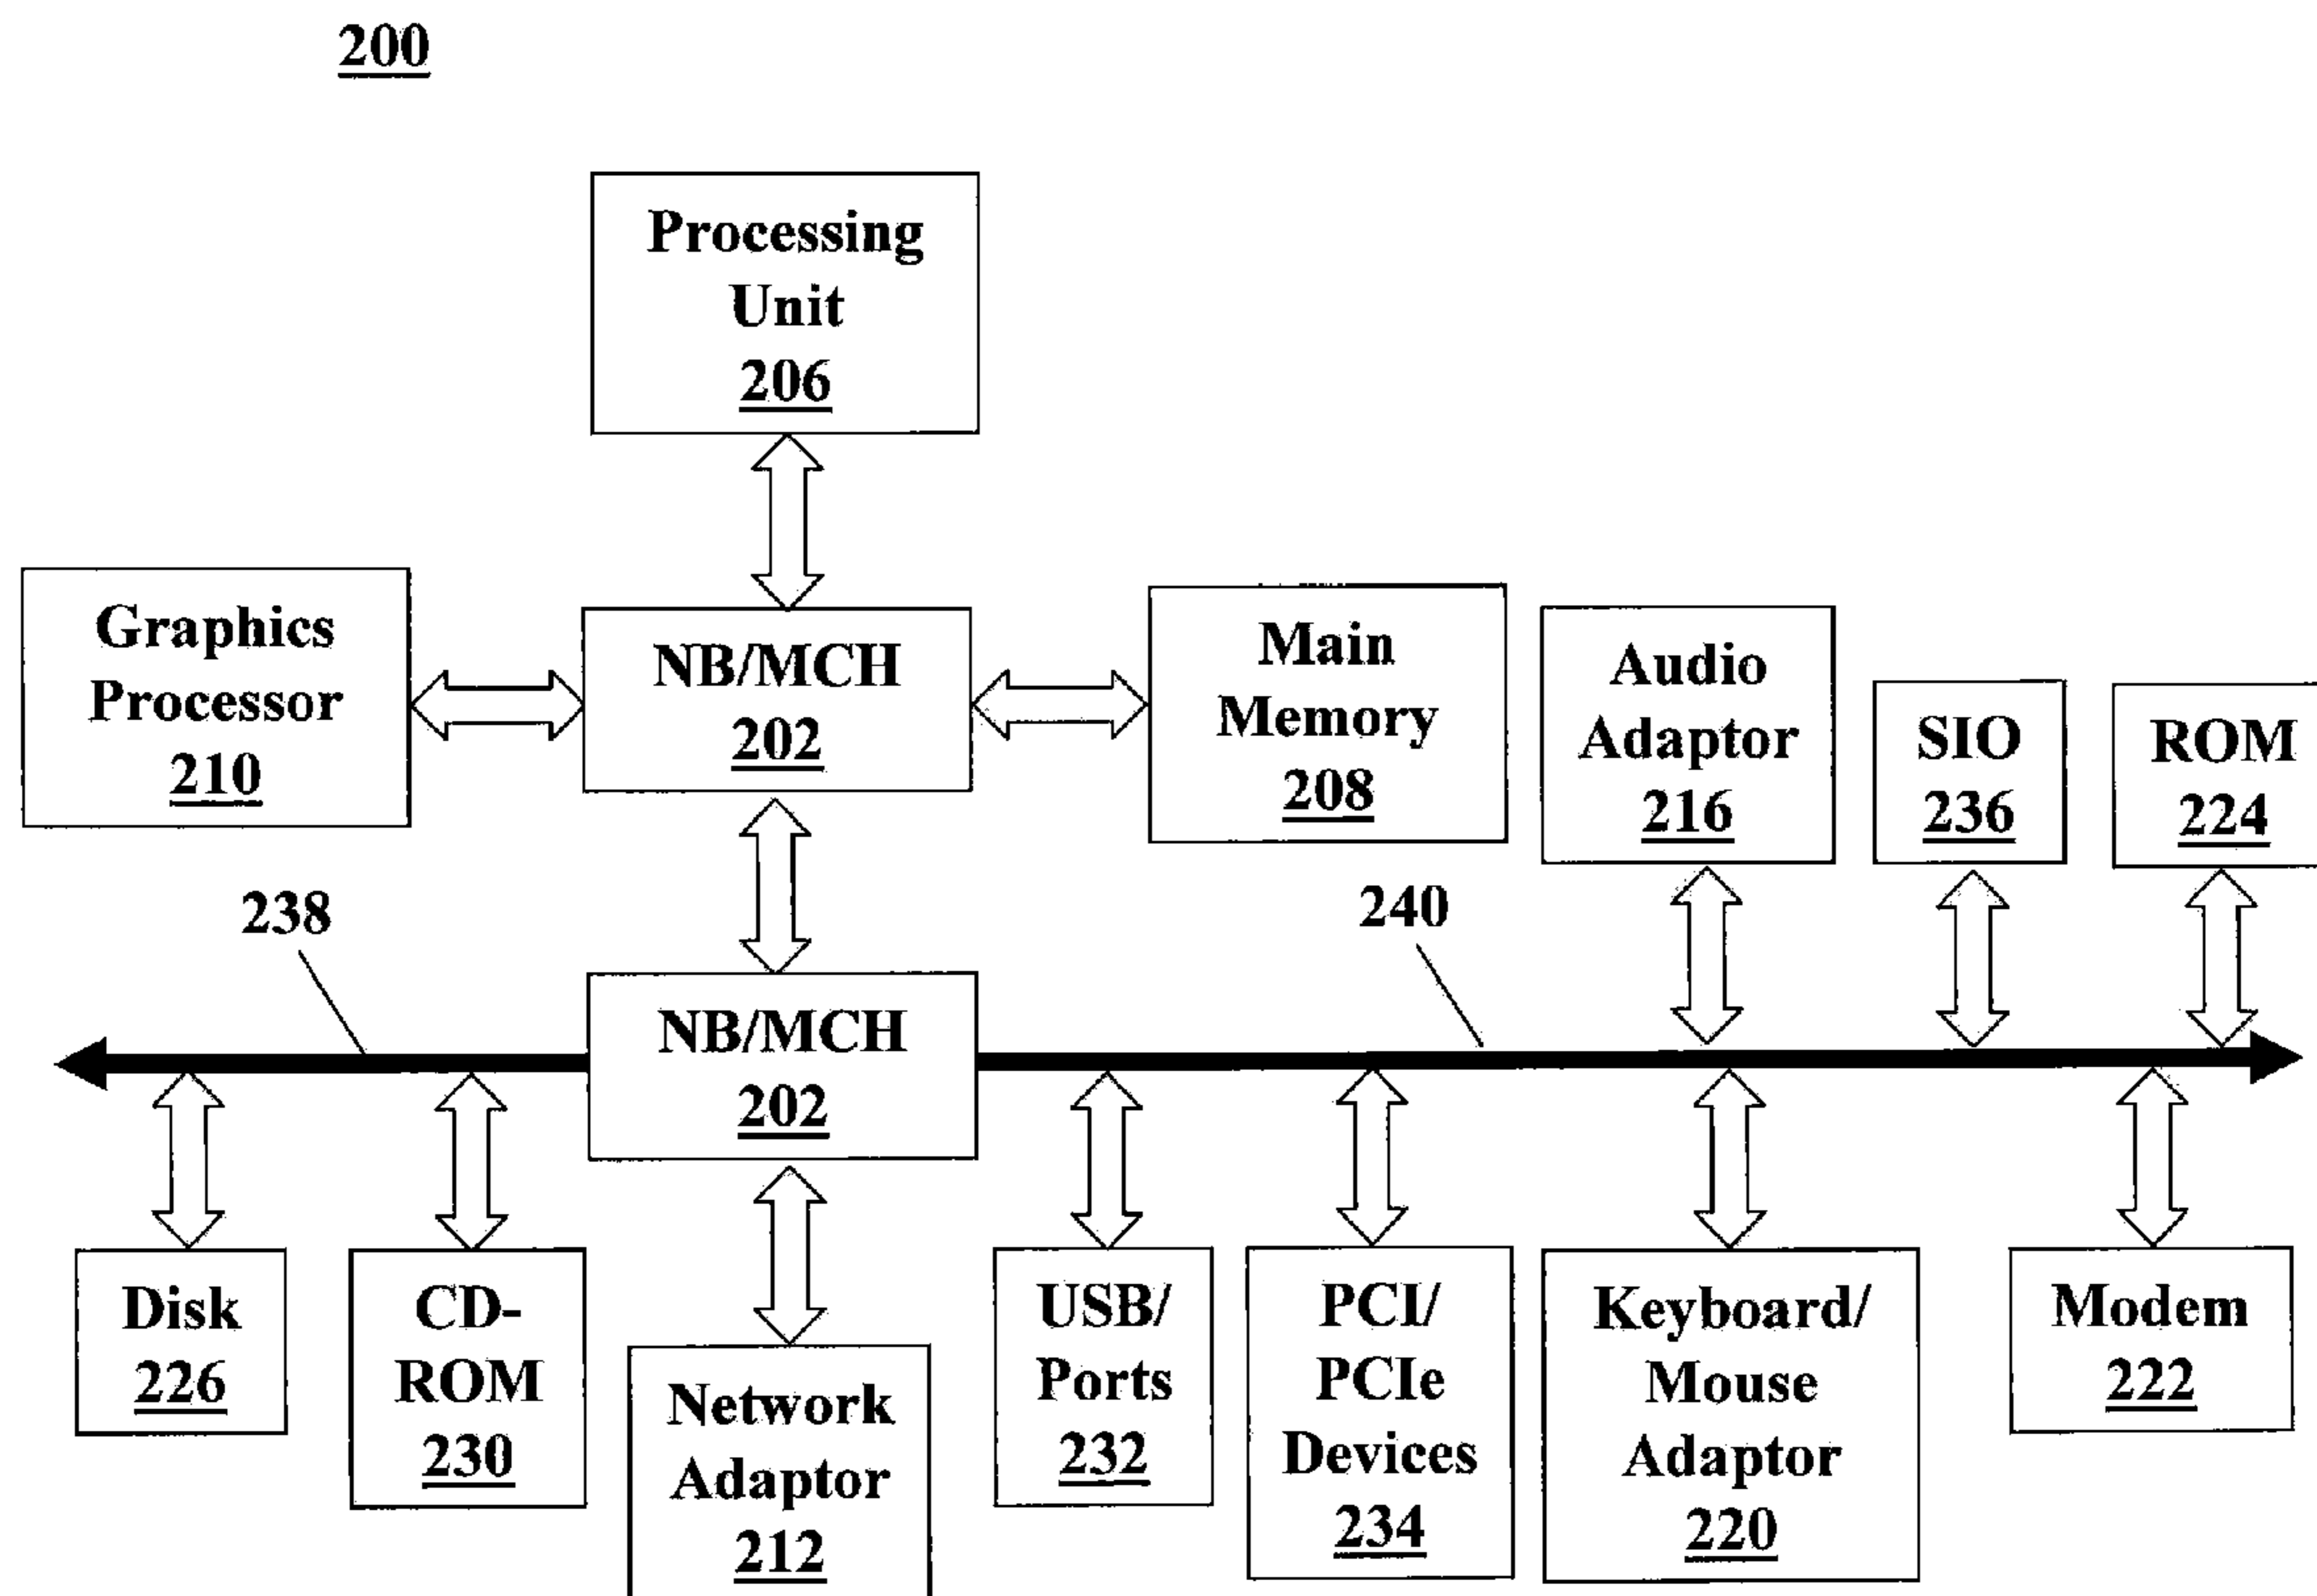 200
Processing
Unit
206
Graphics
Processor
210
NB/MCH
202
Main
Memory
208
Audio
Adaptor
216
SIO
236
ROM
224
238
240
NB/MCH
202
Disk
226
CD-
ROM
230
Network
Adaptor
212
USB/
Ports
232
PCI/
PCIe
Devices
234
Keyboard/
Mouse
Adaptor
220
Modem
222